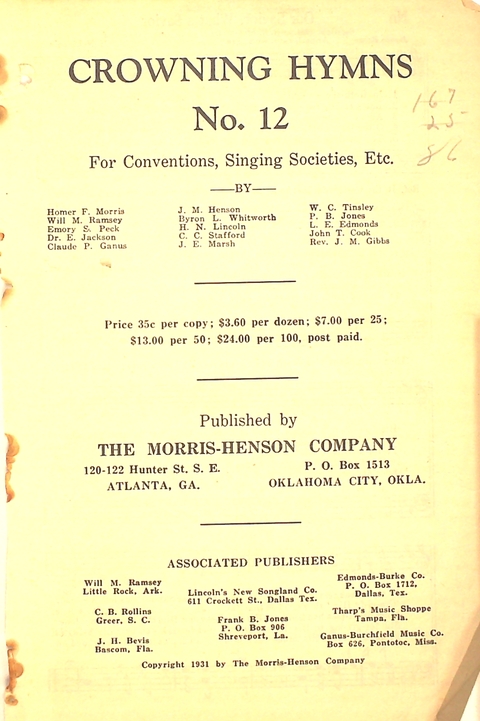 CROWNING HYMNS
No. 12
For Conventions, Singing Societies, Etc.
167
25
86
BY
Homer F. Morris
Will M. Ramsey
Emory S. Peck
Dr. E. Jackson
Claude P. Ganus
J. M. Henson
Byron L. Whitworth
H. N. Lincoln
C. C. Stafford
J. E. Marsh
W. C. Tinsley
P. B. Jones
L. E. Edmonds
John T. Cook
Rev. J. M. Gibbs
Price 35c per copy; $3.60 per dozen; $7.00 per 25;
$13.00 per 50; $24.00 per 100, post paid.
Published by
THE MORRIS-HENSON COMPANY
120-122 Hunter St. S. E.
ATLANTA, GA.
P. O. Box 1513
OKLAHOMA CITY, OKLA.
ASSOCIATED PUBLISHERS
Will M. Ramsey
Little Rock, Ark.
C. B. Rollins
Greer, S. C.
J. H. Bevis
Bascom, Fla.
Lincoln's New Songland Co.
611 Crockett St., Dallas Tex.
Frank B. Jones
P. O. Box 906
Shreveport, La.
Edmonds-Burke Co.
P. O. Box 1712,
Dallas, Tex.
Tharp's Music Shoppe
Tampa, Fla.
Ganus-Burchfield Music Co.
Box 626, Pontotoc, Miss.
Copyright 1931 by The Morris-Henson Company